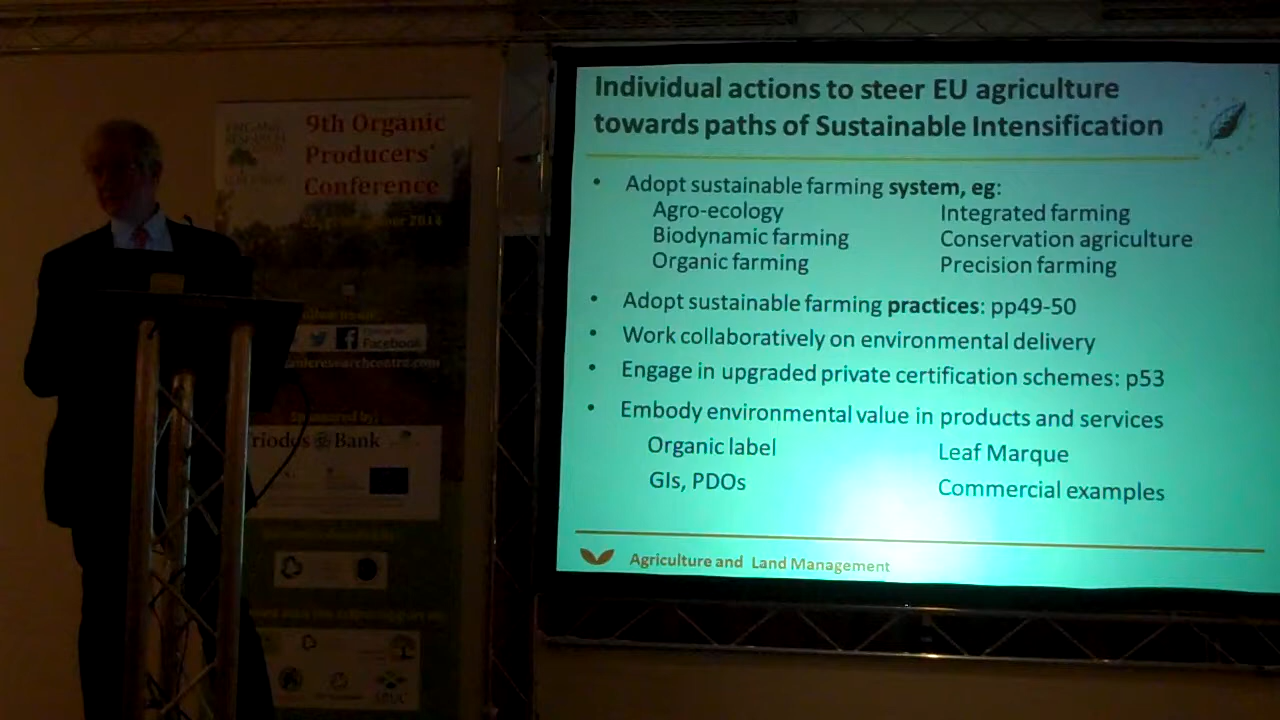 9th Organic
Producers'
Conference
Facebook
Triodos Bank
Individual actions to steer EU agriculture
towards paths of Sustainable Intensification
• Adopt sustainable farming system, eg:
Agro-ecology Integrated farming
Biodynamic farming Conservation agriculture
Organic farming Precision farming
• Adopt sustainable farming practices: pp49-50
• Work collaboratively on environmental delivery
• Engage in upgraded private certification schemes: p53
• Embody environmental value in products and services
Organic label Leaf Marque
GIs, PDOs Commercial examples
Agriculture and Land Management